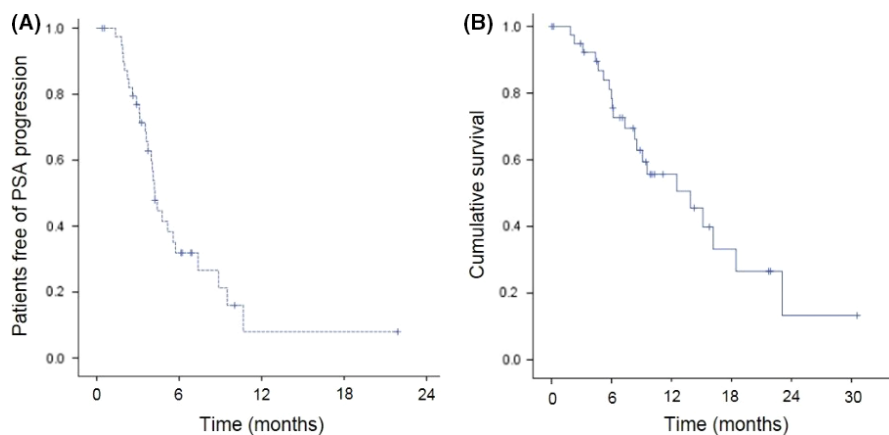 (A)
Patients free of PSA progression
1.0
0.8
0.6
0.4
0.2
0.0
0 6 12 18 24
Time (months)
(B)
Cumulative survival
1.0
0.8
0.6
0.4
0.2
0.0
0 6 12 18 24 30
Time (months)